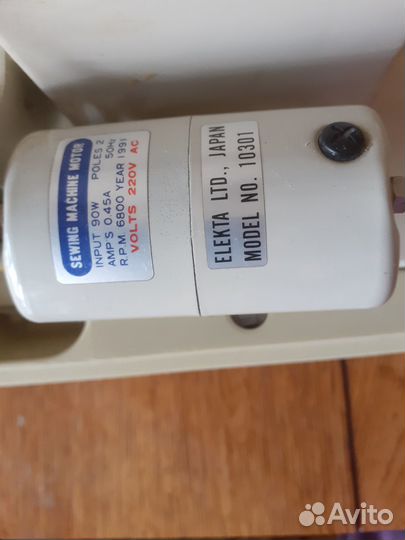 SEWING MACHINE MOTOR
INPUT 90W POLES 2
AMPS 0.45A 50Hz
R.P.M. 6800 YEAR 1991
VOLTS 220V AC
ELEKTA LTD., JAPAN
MODEL NO. 10301
Avito